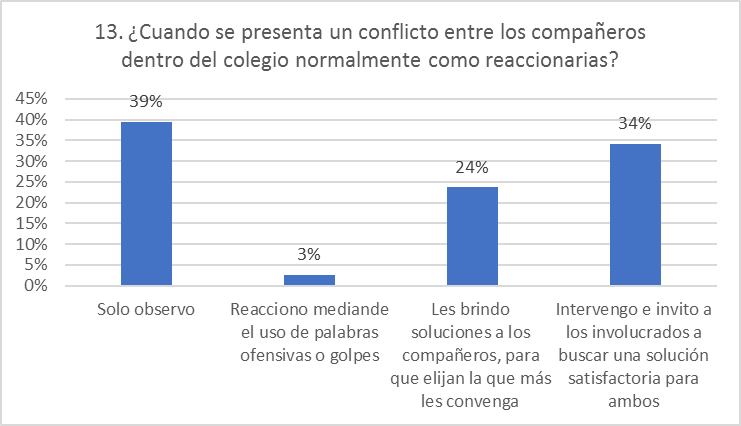 13. ¿Cuando se presenta un conflicto entre los compañeros
dentro del colegio normalmente como reaccionarias?
45%
40%
35%
30%
25%
20%
15%
10%
5%
0%
39%
3%
24%
34%
Solo observo
Reacciono mediande
el uso de palabras
ofensivas o golpes
Les brindo
soluciones a los
compañeros, para
que elijan la que más
les convenga
Intervengo e invito a
los involucrados a
buscar una solución
satisfactoria para
ambos